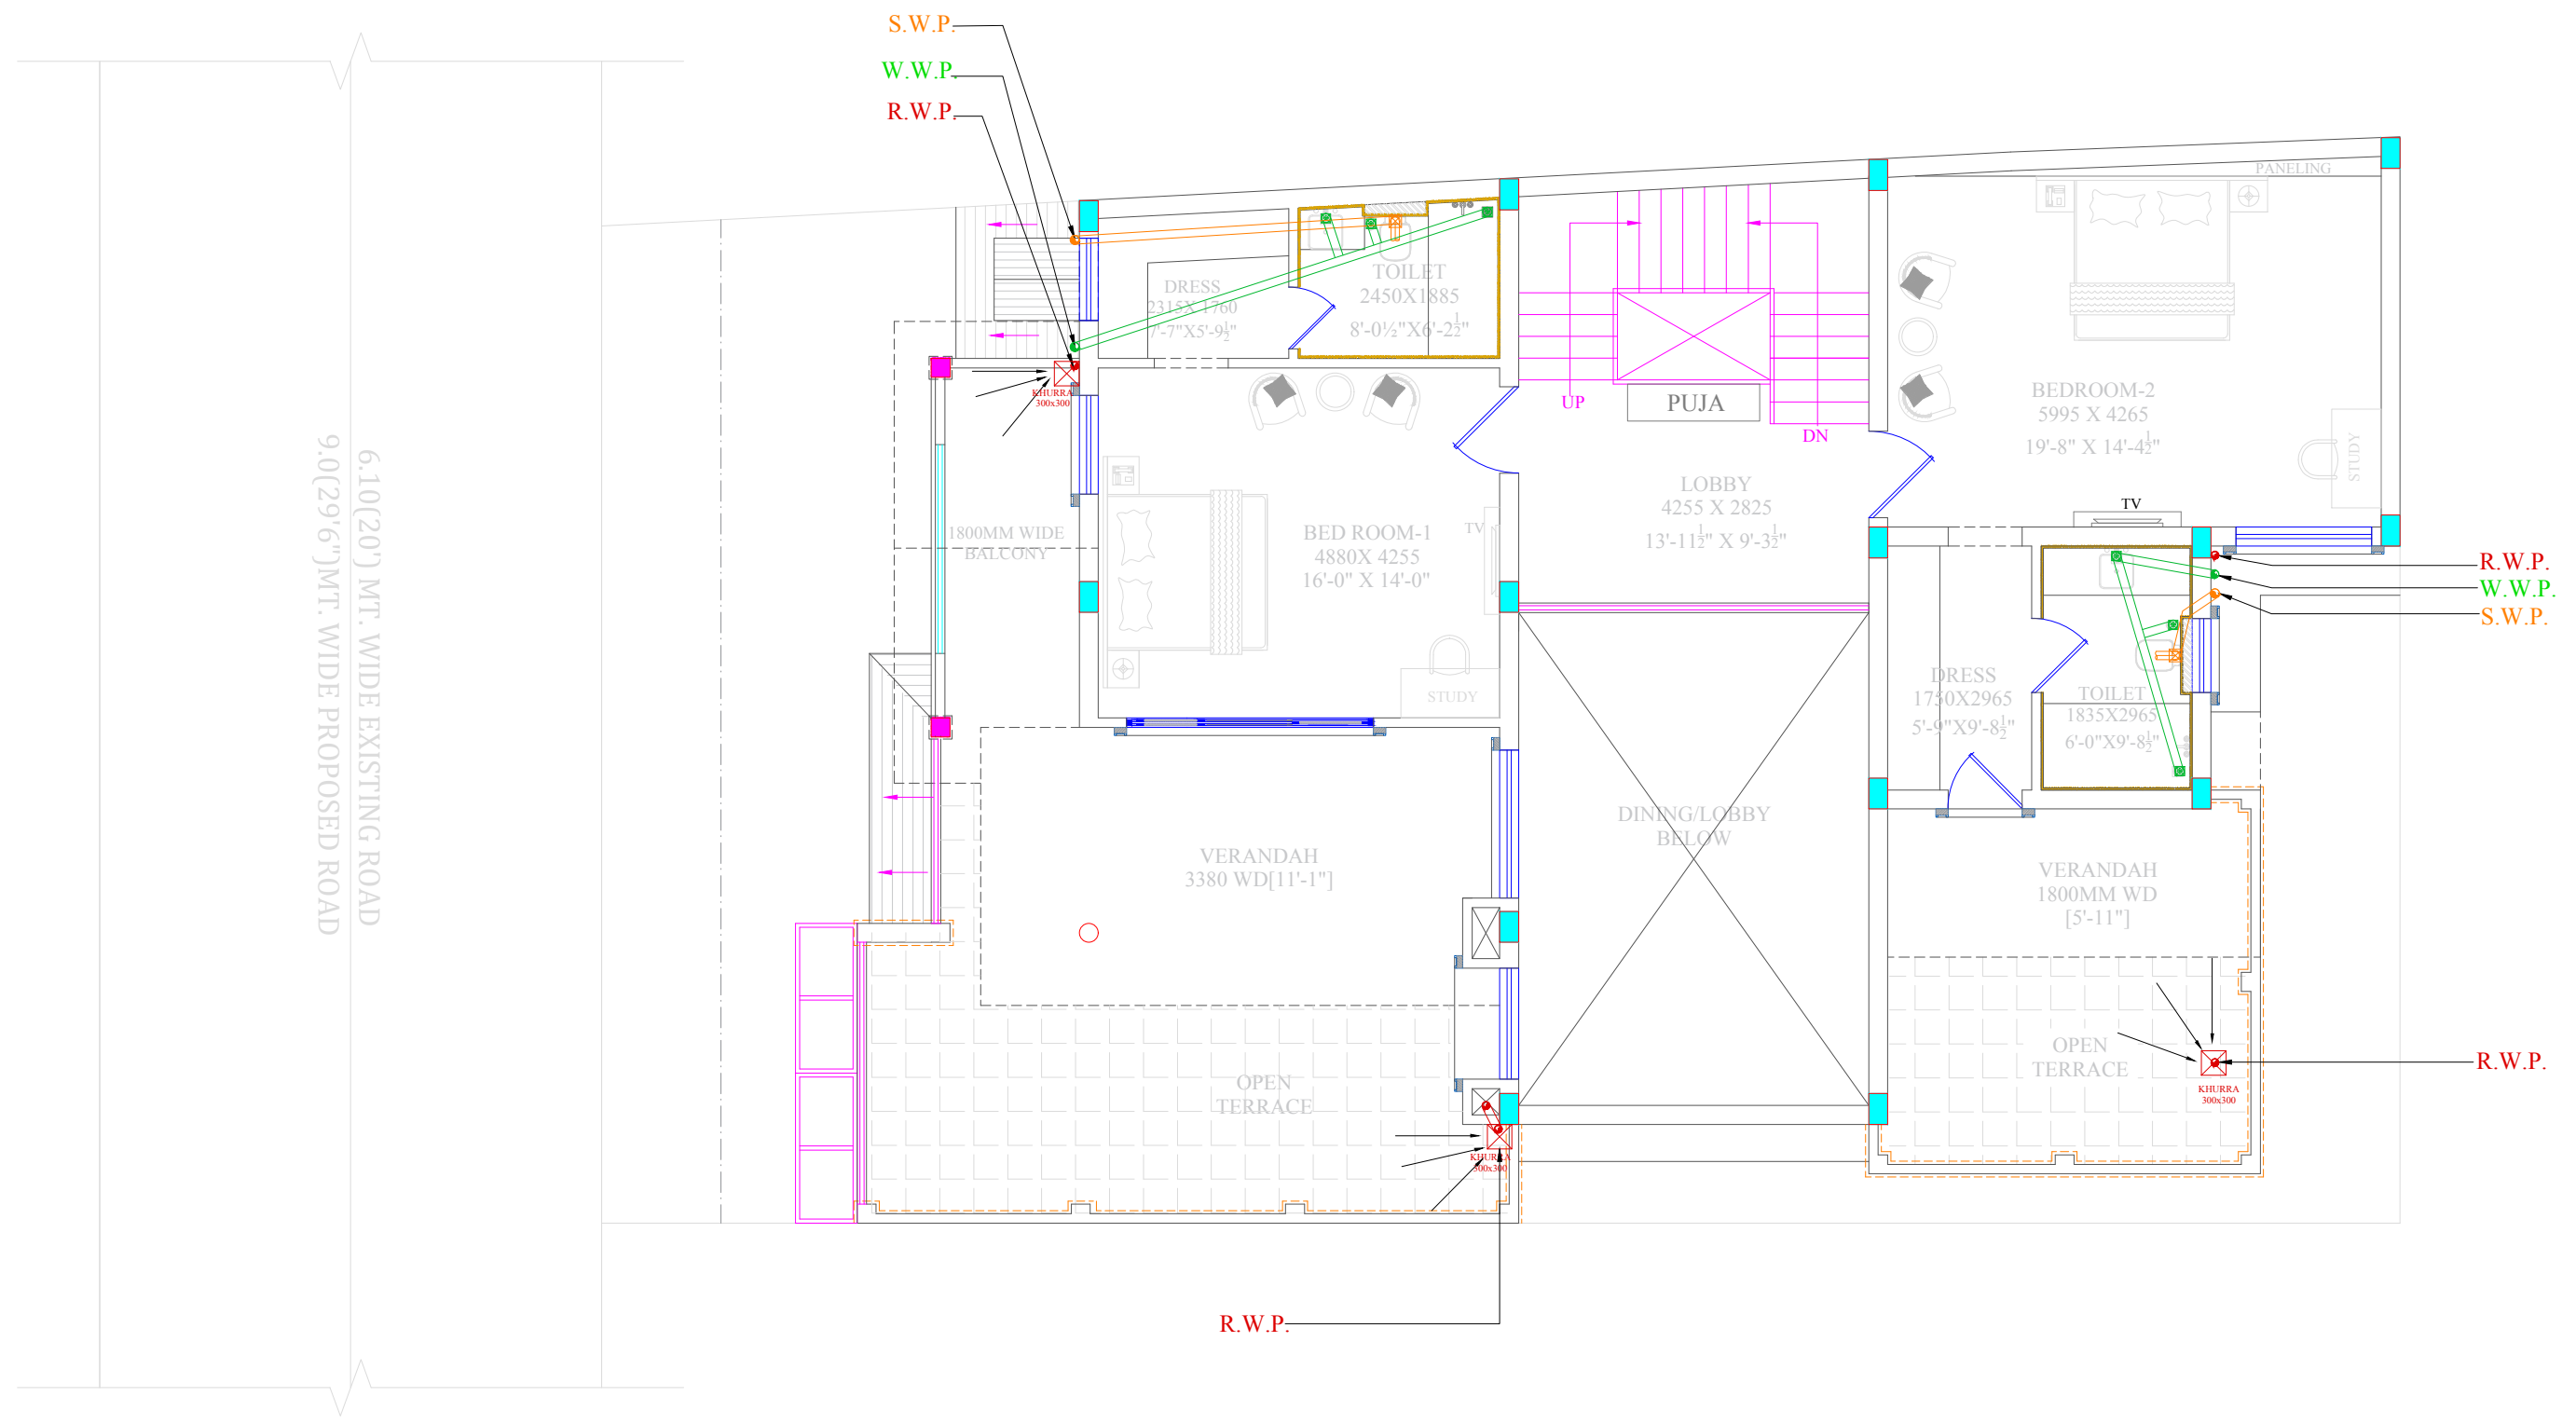 S.W.P.
W.W.P.
R.W.P.
6.10(20') MT. WIDE EXISTING ROAD
9.0(29'6")MT. WIDE PROPOSED ROAD
KHURRA
300x300
1800MM WIDE
BALCONY
DRESS
2315X 1760
7'-7"X5'-9½"
TOILET
2450X1885
8'-0½"X6'-2½"
BED ROOM-1
4880X 4255
16'-0" X 14'-0"
TV
STUDY
UP
PUJA
DN
LOBBY
4255 X 2825
13'-11½" X 9'-3½"
PANELING
BEDROOM-2
5995 X 4265
19'-8" X 14'-4½"
STUDY
TV
R.W.P.
W.W.P.
S.W.P.
DRESS
1750X2965
5'-9"X9'-8½"
TOILET
1835X2965
6'-0"X9'-8½"
VERANDAH
3380 WD[11'-1"]
DINING/LOBBY
BELOW
VERANDAH
1800MM WD
[5'-11"]
OPEN
TERRACE
KHURRA
300x300
R.W.P.
OPEN
TERRACE
KHURRA
300x300
R.W.P.